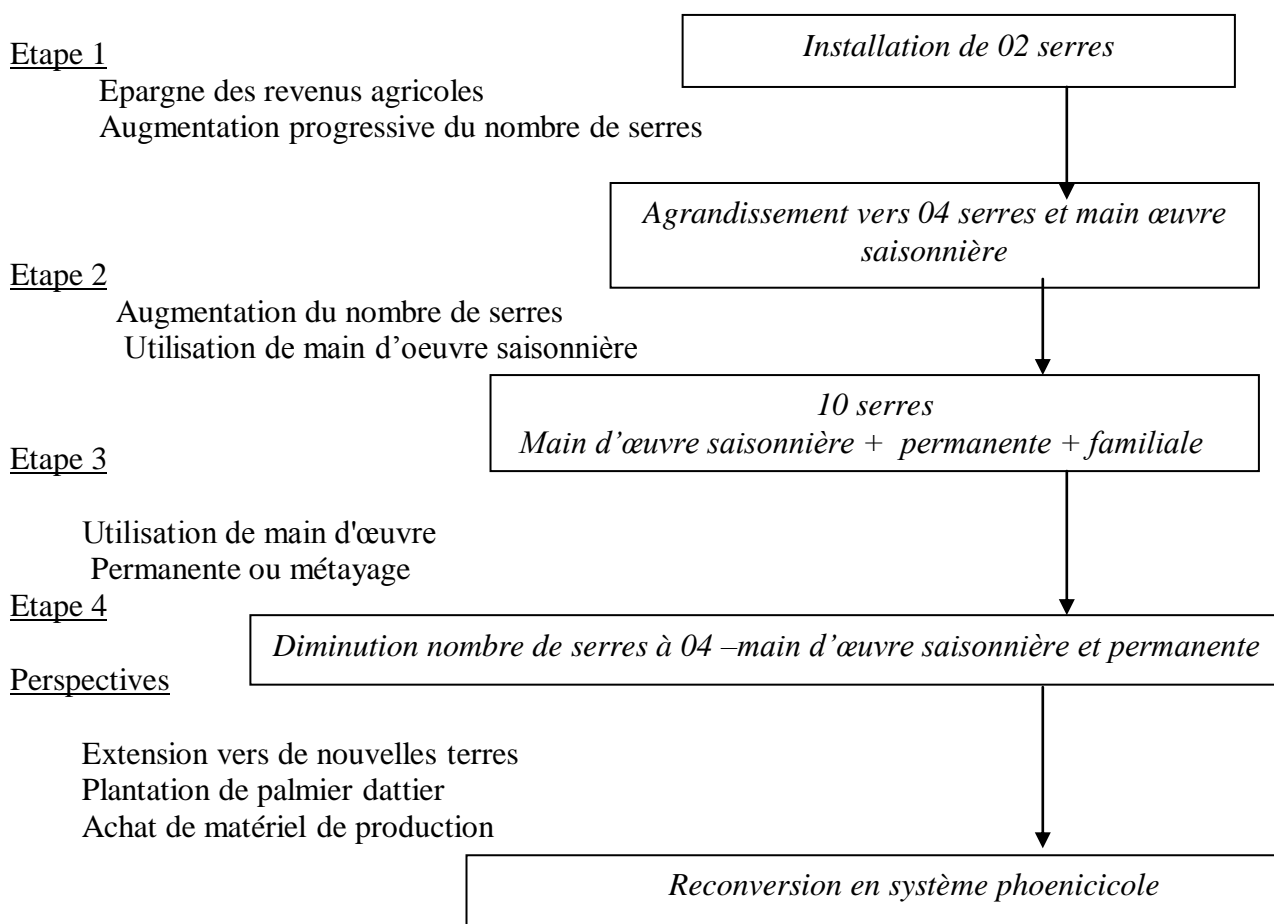 Etape 1
Installation de 02 serres
Epargne des revenus agricoles
Augmentation progressive du nombre de serres
Agrandissement vers 04 serres et main œuvre
saisonnière
Etape 2
Augmentation du nombre de serres
Utilisation de main d’oeuvre saisonnière
10 serres
Main d’œuvre saisonnière + permanente + familiale
Etape 3
Utilisation de main d'œuvre
Permanente ou métayage
Etape 4
Diminution nombre de serres à 04 –main d’œuvre saisonnière et permanente
Perspectives
Extension vers de nouvelles terres
Plantation de palmier dattier
Achat de matériel de production
Reconversion en système phoenicicole